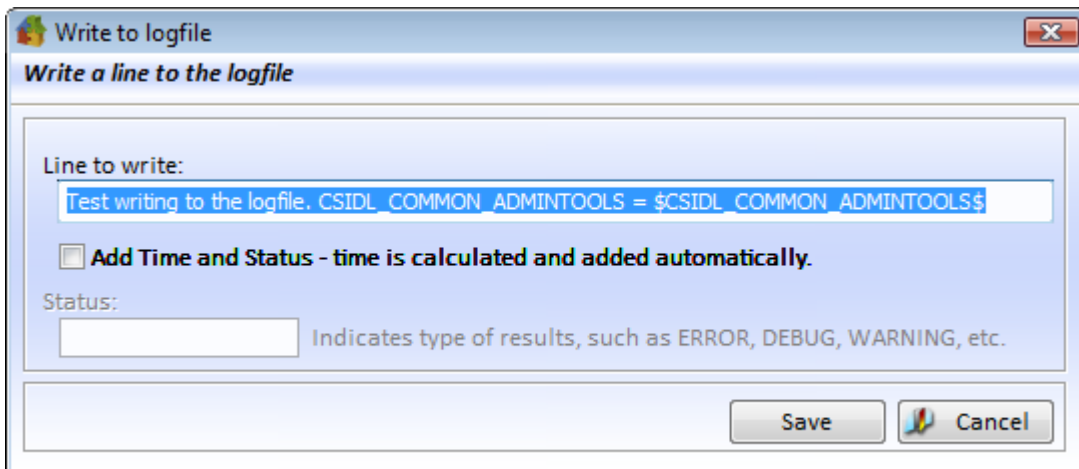 Write to logfile
Write a line to the logfile
Line to write:
Test writing to the logfile. CSIDL_COMMON_ADMINTOOLS = $CSIDL_COMMON_ADMINTOOLS$
Add Time and Status - time is calculated and added automatically.
Status:
Indicates type of results, such as ERROR, DEBUG, WARNING, etc.
Save Cancel